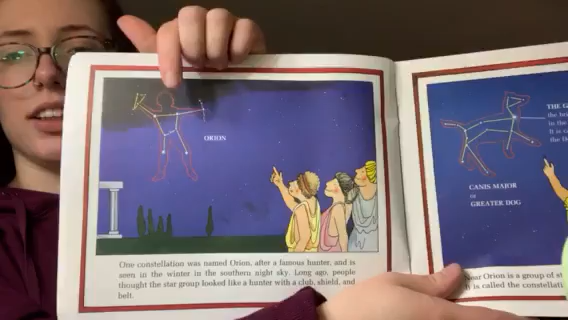 ORION
One constellation was named Orion, after a famous hunter, and is
seen in the winter in the southern night sky. Long ago, people
thought the star group looked like a hunter with a club, shield, and
belt.
THE G
the bri
in the
It is c
the D
CANIS MAJOR
or
GREATER DOG
Near Orion is a group of st
It is called the constellati